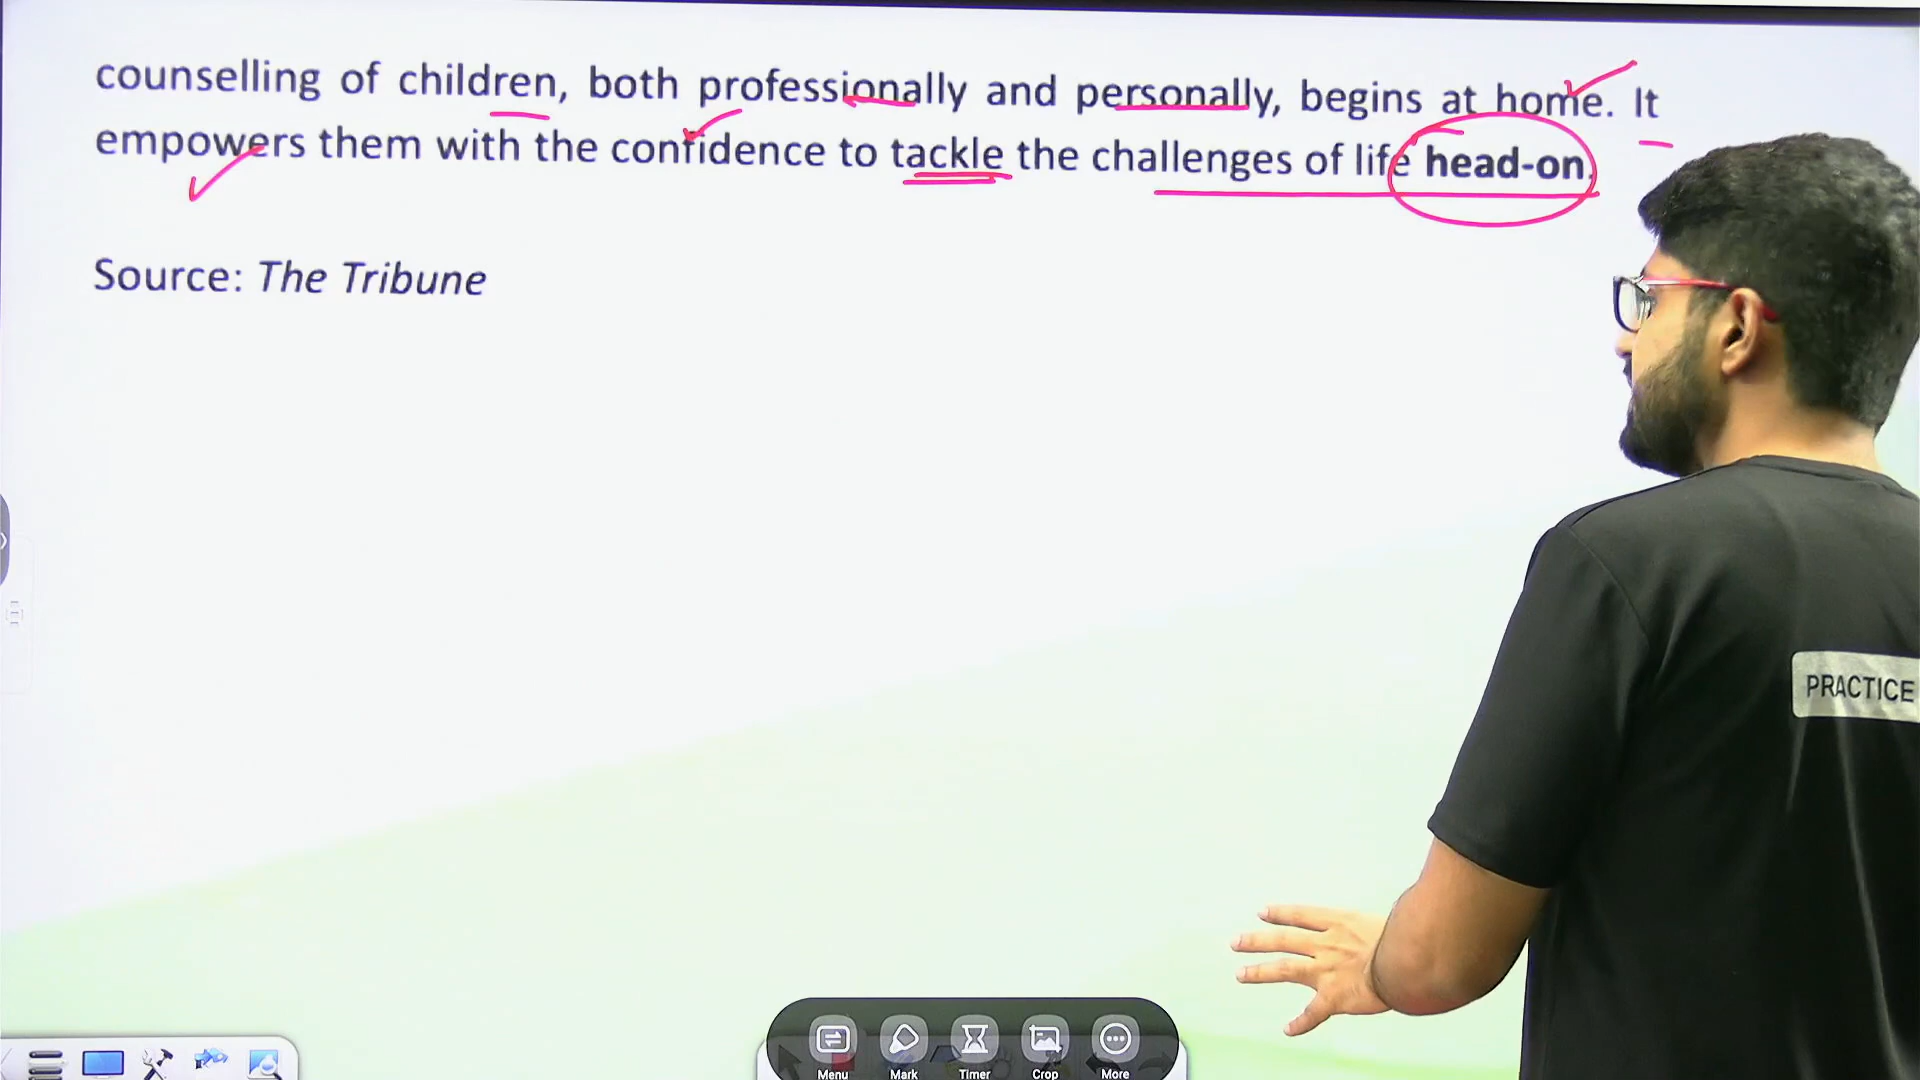 counselling of children, both professionally and personally, begins at home. It
empowers them with the confidence to tackle the challenges of life head-on.
Source: The Tribune
PRACTICE
Menu
Mark
Timer
Crop
More